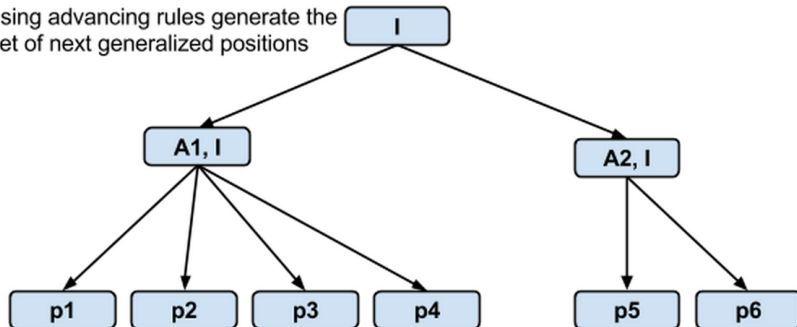 sing advancing rules generate the
et of next generalized positions
I
A1, I
A2, I
p1
p2
p3
p4
p5
p6